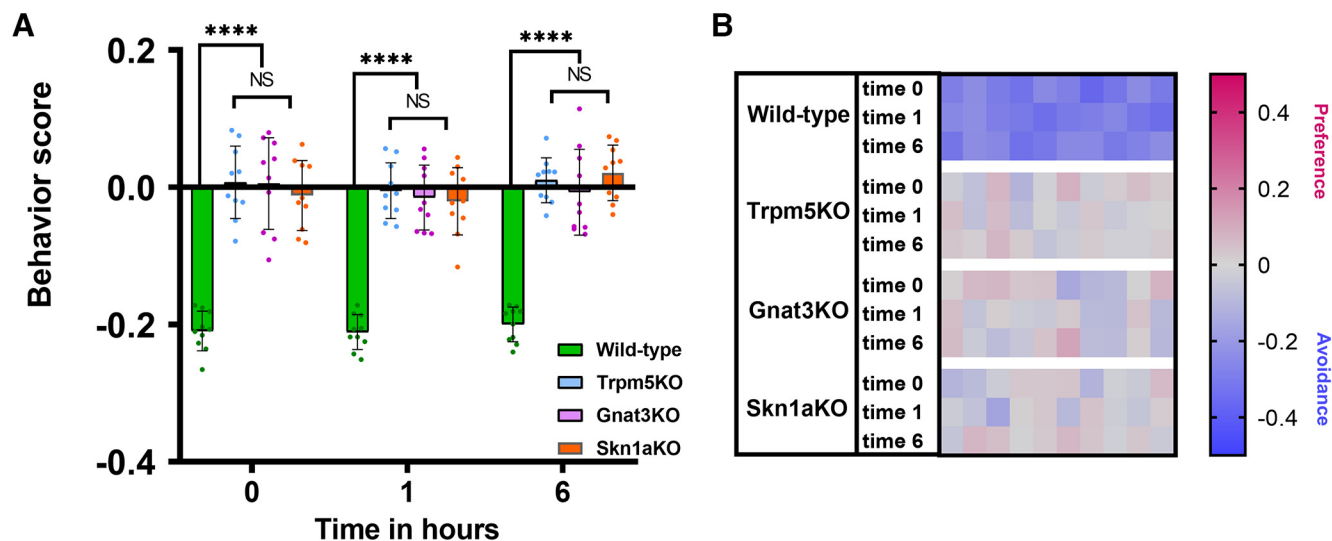 A
B
Behavior score
0.2
0.0
-0.2
-0.4
****
NS
****
NS
****
NS
Wild-type
Trpm5KO
Gnat3KO
Skn1aKO
0
1
6
Time in hours
Wild-type
time 0
time 1
time 6
Trpm5KO
time 0
time 1
time 6
Gnat3KO
time 0
time 1
time 6
Skn1aKO
time 0
time 1
time 6
0.4
0.2
0
-0.2
-0.4
Preference
Avoidance